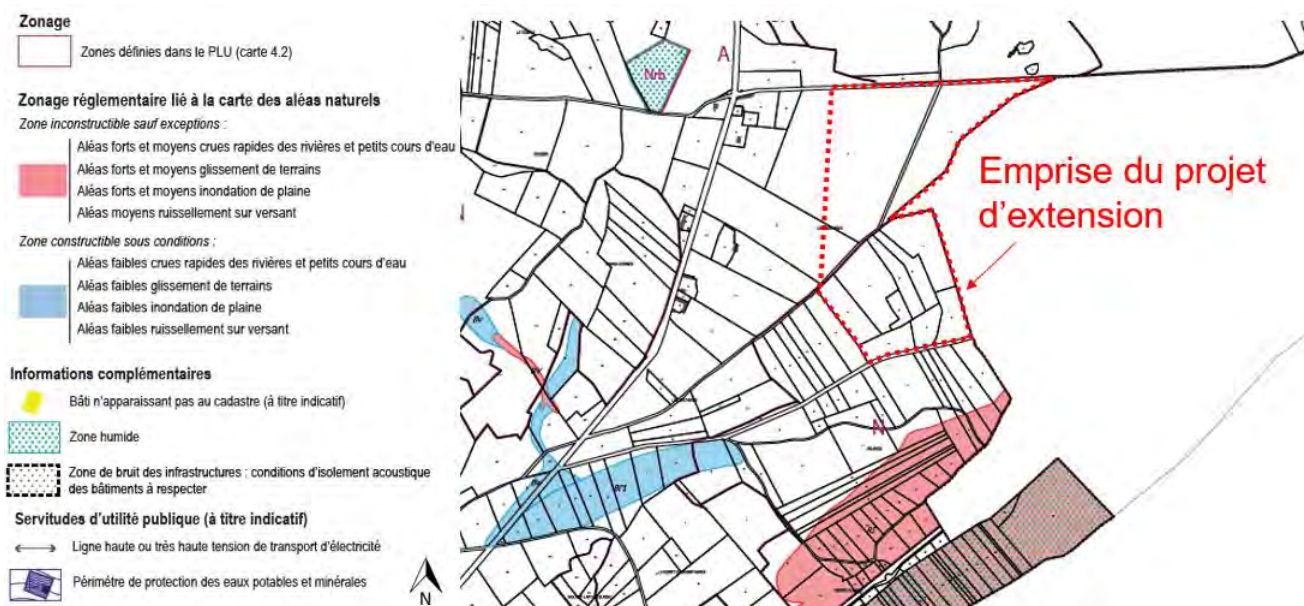 Zonage
Zones définies dans le PLU (carte 4.2)
Zonage réglementaire lié à la carte des aléas naturels
Zone inconstructible sauf exceptions :
Aléas forts et moyens crues rapides des rivières et petits cours d'eau
Aléas forts et moyens glissement de terrains
Aléas forts et moyens inondation de plaine
Aléas moyens ruissellement sur versant
Zone constructible sous conditions :
Aléas faibles crues rapides des rivières et petits cours d'eau
Aléas faibles glissement de terrains
Aléas faibles inondation de plaine
Aléas faibles ruissellement sur versant
Informations complémentaires
Bâti n'apparaissant pas au cadastre (à titre indicatif)
Zone humide
Zone de bruit des infrastructures : conditions d'isolement acoustique
des bâtiments à respecter
Servitudes d'utilité publique (à titre indicatif)
Ligne haute ou très haute tension de transport d'électricité
Périmètre de protection des eaux potables et minérales
N
A
Nrb
Emprise du projet
d'extension
N